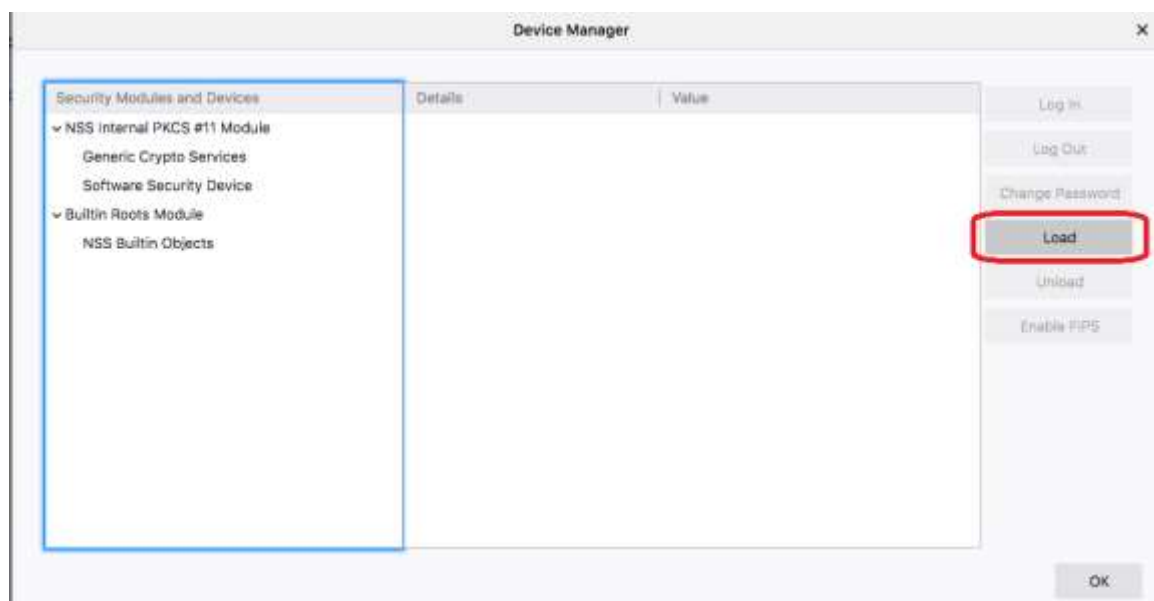 Device Manager
Security Modules and Devices
Details
Value
NSS Internal PKCS #11 Module
Generic Crypto Services
Software Security Device
Builtin Roots Module
NSS Builtin Objects
Log In
Log Out
Change Password
Load
Unload
Enable FIPS
OK